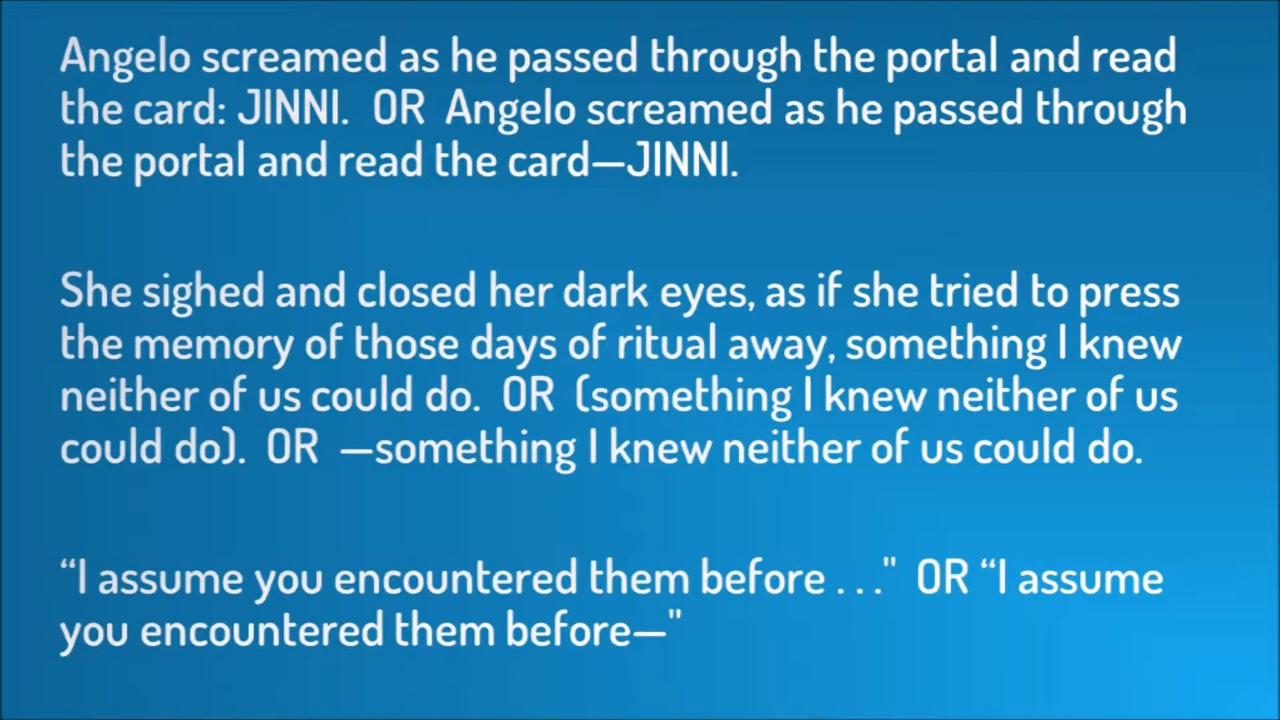 Angelo screamed as he passed through the portal and read
the card: JINNI.  OR  Angelo screamed as he passed through
the portal and read the card—JINNI.
She sighed and closed her dark eyes, as if she tried to press
the memory of those days of ritual away, something I knew
neither of us could do.  OR  (something I knew neither of us
could do).  OR  —something I knew neither of us could do.
“I assume you encountered them before . . ."  OR “I assume
you encountered them before—"